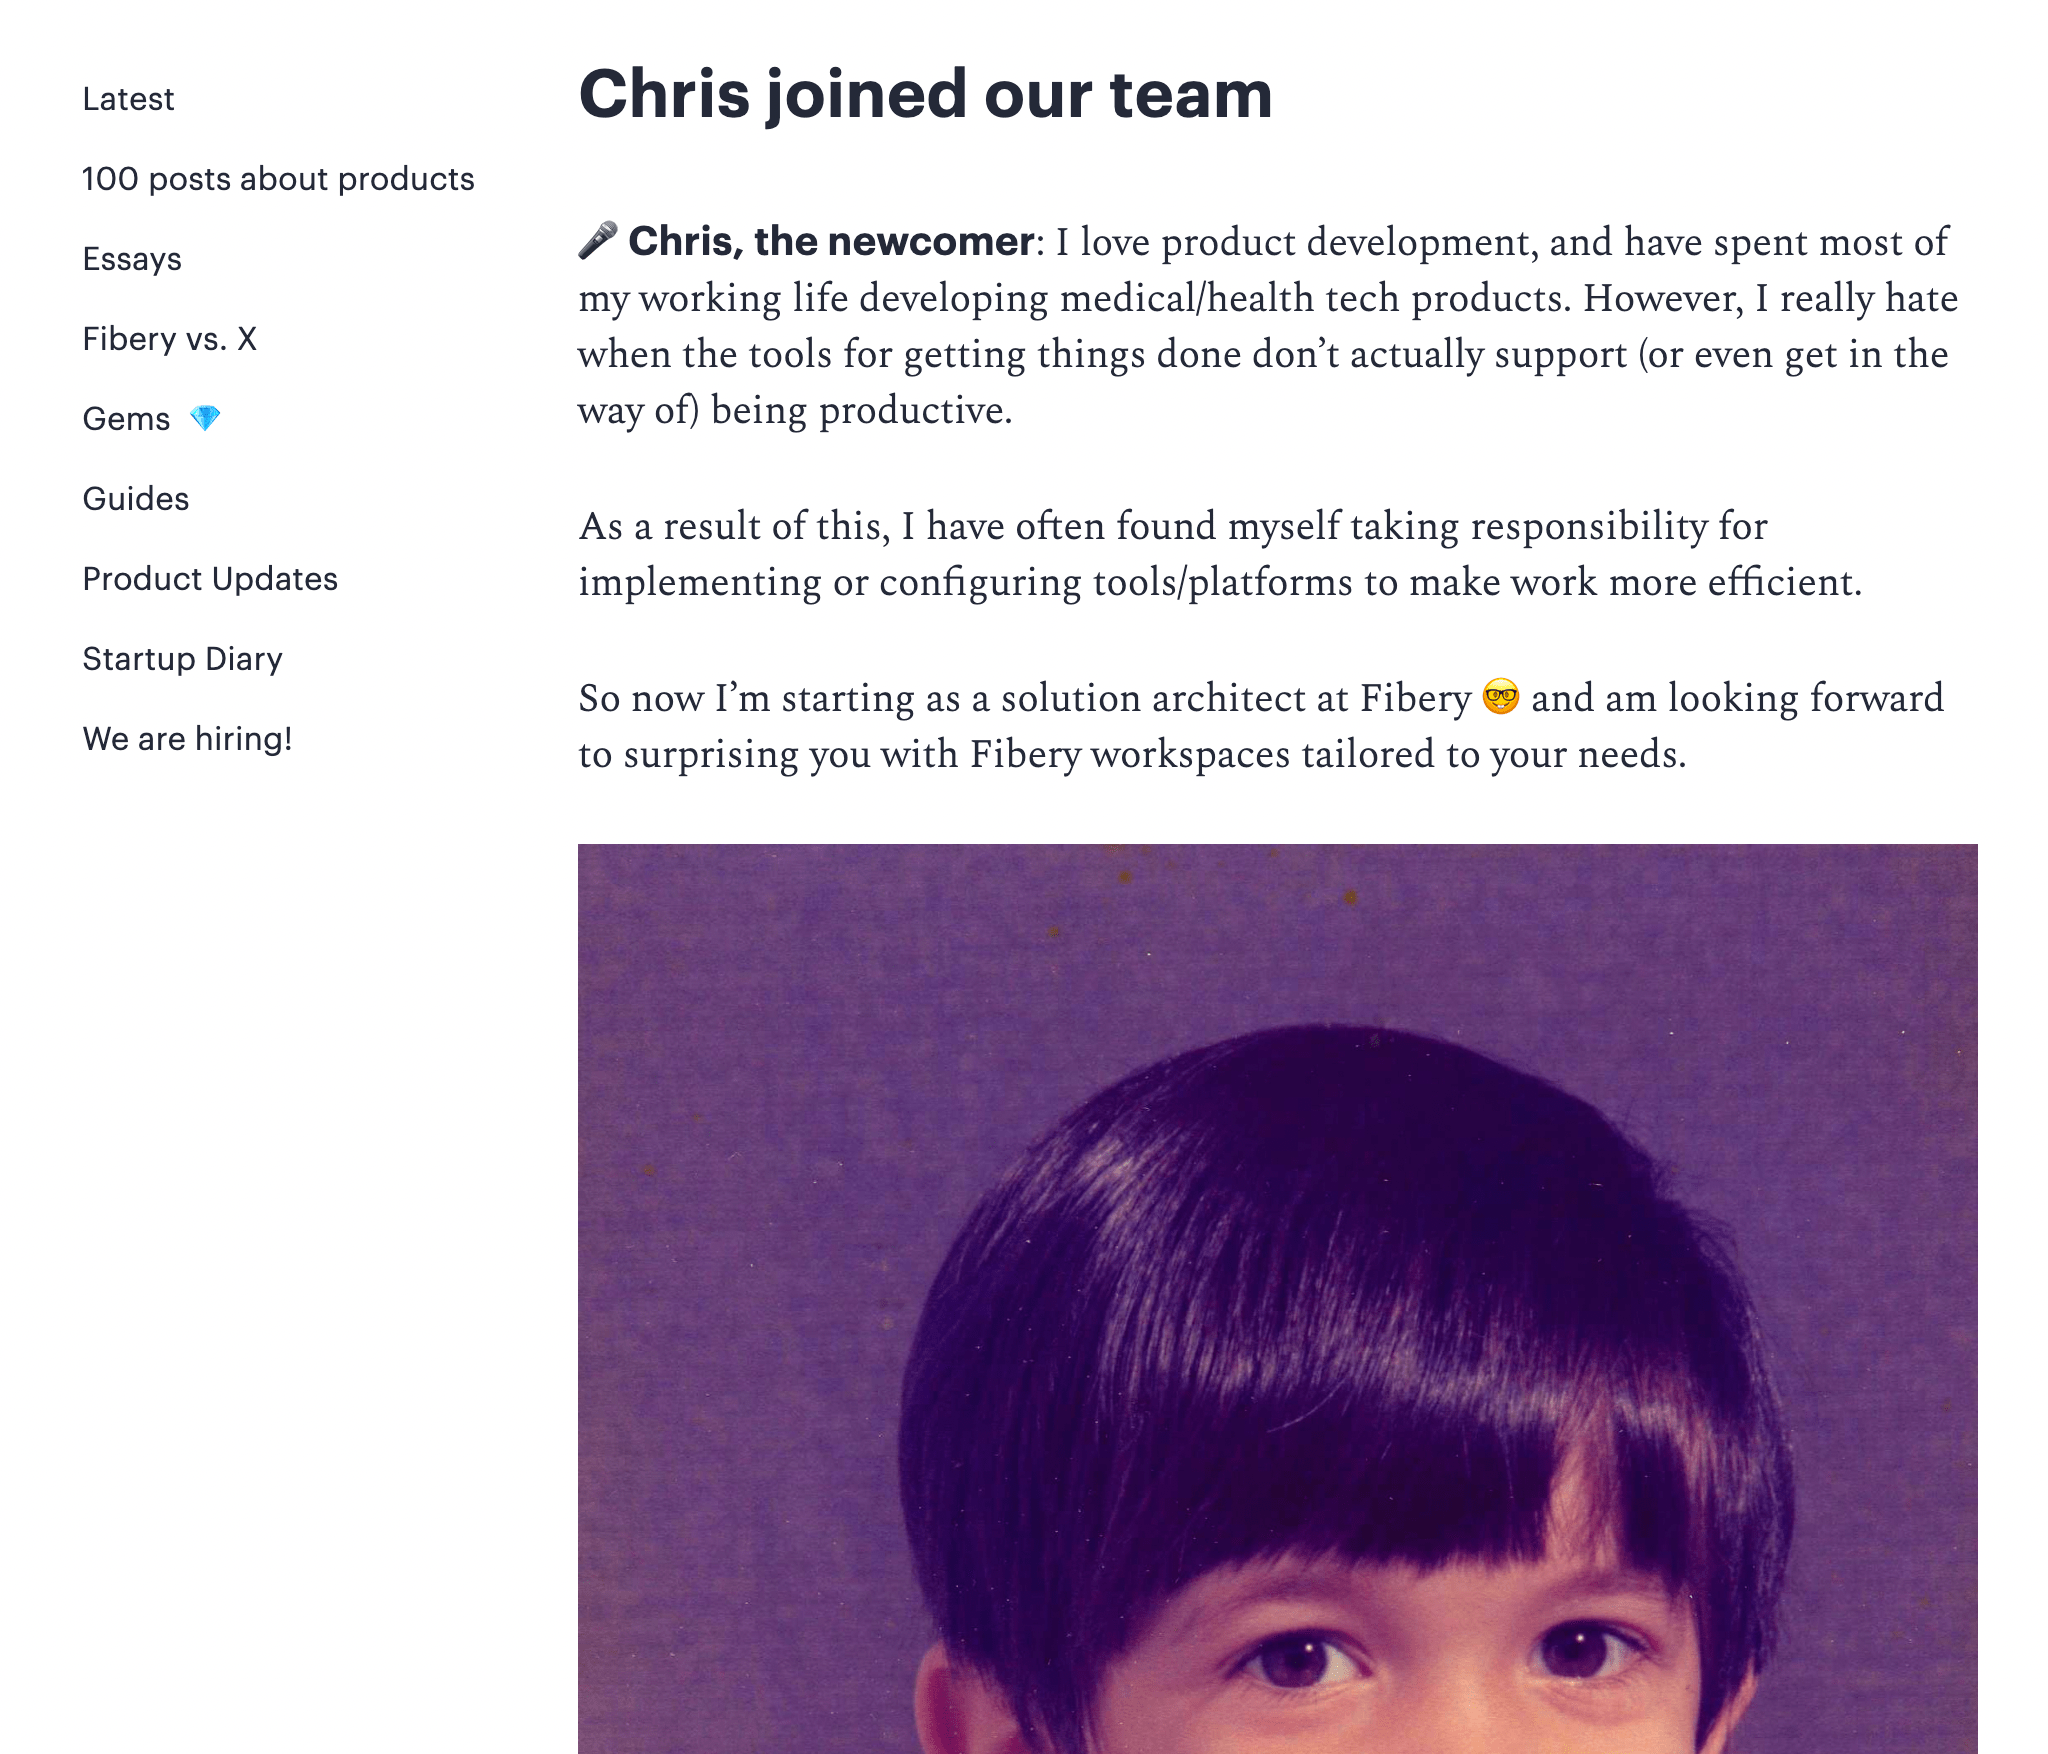 Latest
100 posts about products
Essays
Fibery vs. X
Gems 💎
Guides
Product Updates
Startup Diary
We are hiring!
Chris joined our team
🎤 Chris, the newcomer: I love product development, and have spent most of
my working life developing medical/health tech products. However, I really hate
when the tools for getting things done don’t actually support (or even get in the
way of) being productive.
As a result of this, I have often found myself taking responsibility for
implementing or configuring tools/platforms to make work more efficient.
So now I’m starting as a solution architect at Fibery 🤓 and am looking forward
to surprising you with Fibery workspaces tailored to your needs.